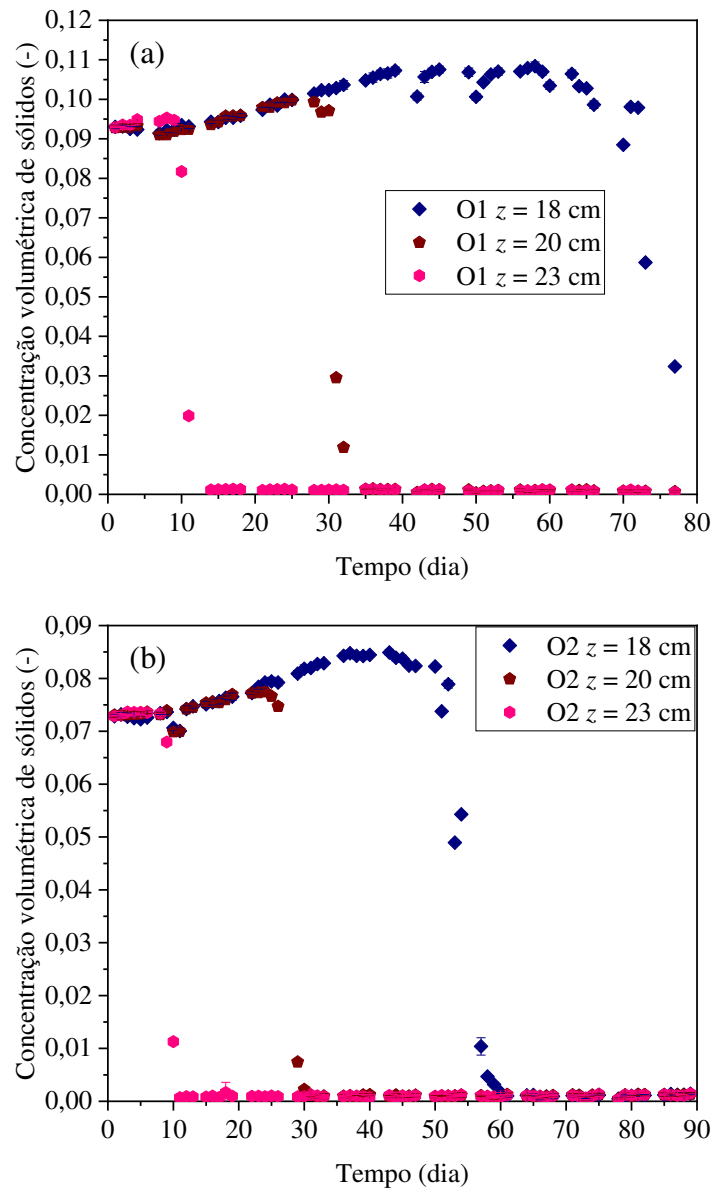 (a)
0,12
0,11
0,10
0,09
0,08
0,07
0,06
0,05
0,04
0,03
0,02
0,01
0,00
Concentração volumétrica de sólidos (-)
O1 z = 18 cm
O1 z = 20 cm
O1 z = 23 cm
0 10 20 30 40 50 60 70 80
Tempo (dia)
(b)
0,09
0,08
0,07
0,06
0,05
0,04
0,03
0,02
0,01
0,00
Concentração volumétrica de sólidos (-)
O2 z = 18 cm
O2 z = 20 cm
O2 z = 23 cm
0 10 20 30 40 50 60 70 80 90
Tempo (dia)